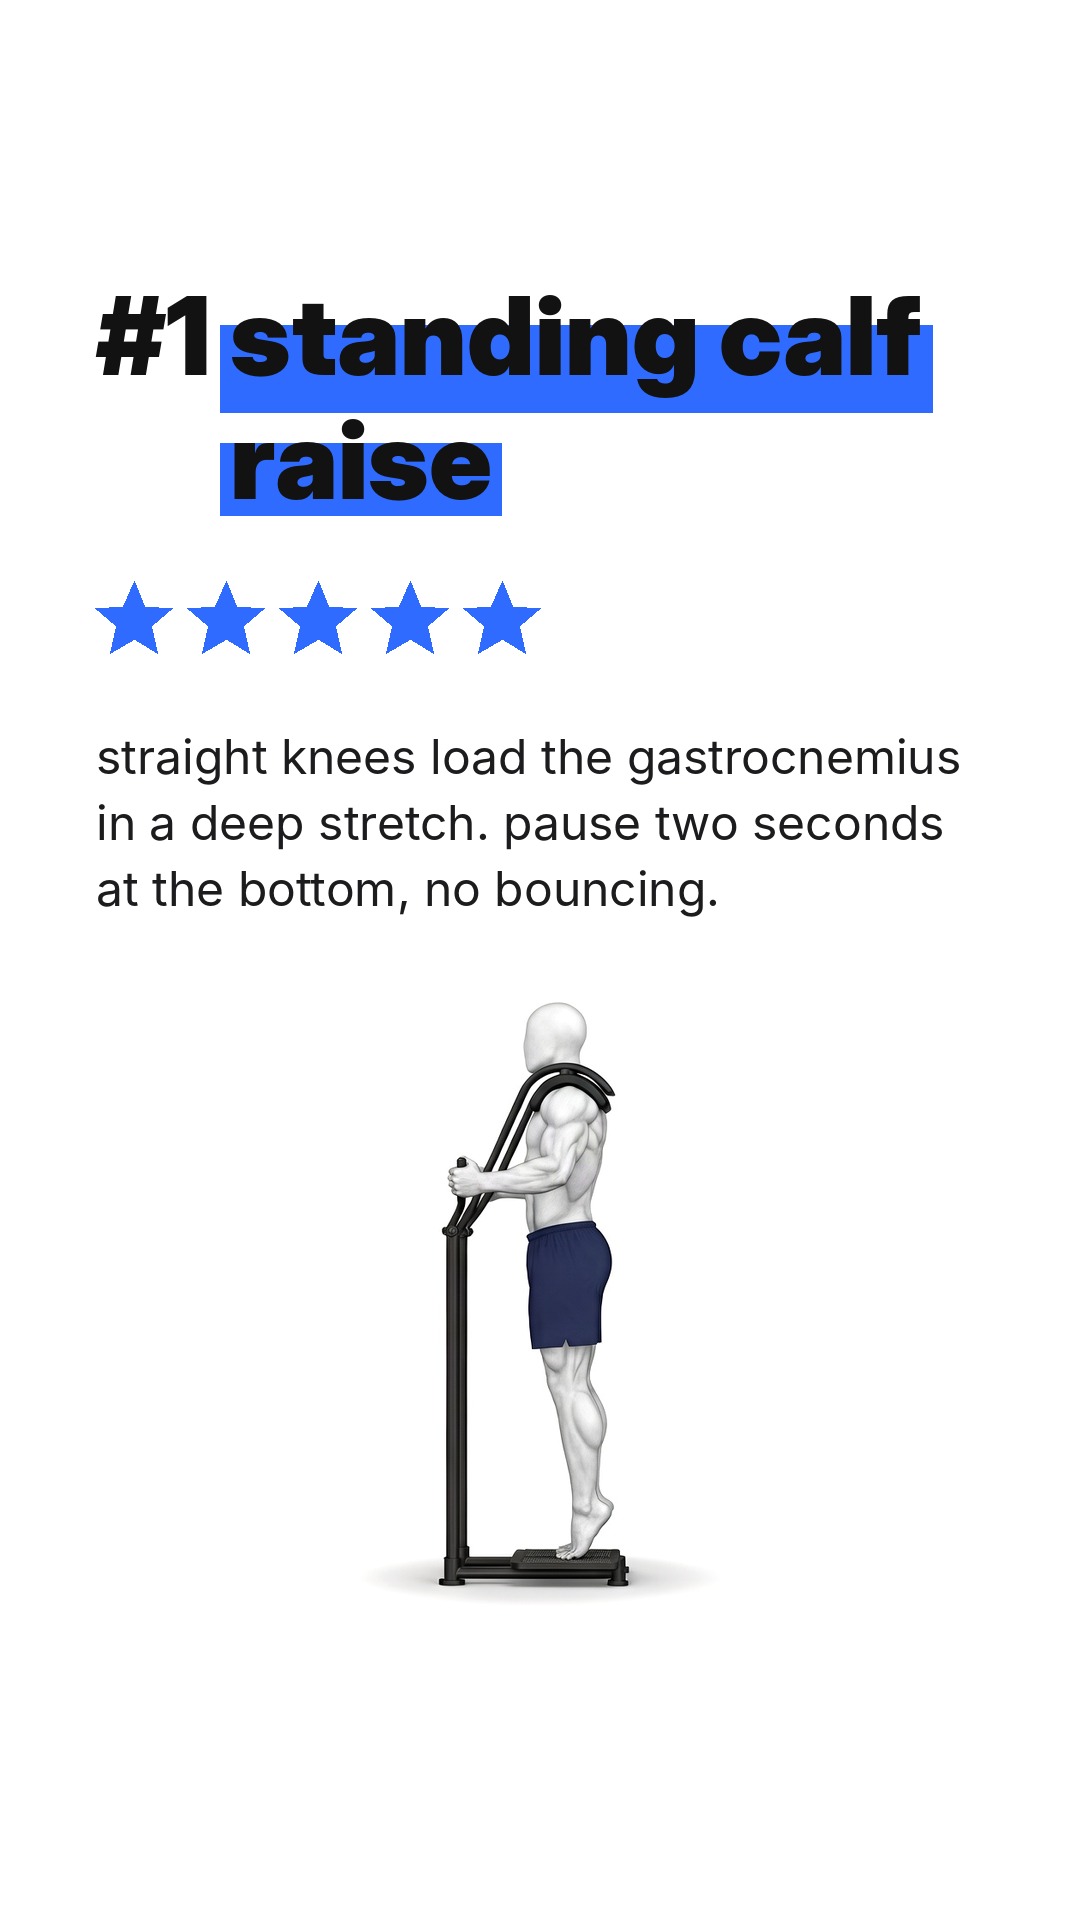 #1 standing calf
raise
straight knees load the gastrocnemius
in a deep stretch. pause two seconds
at the bottom, no bouncing.